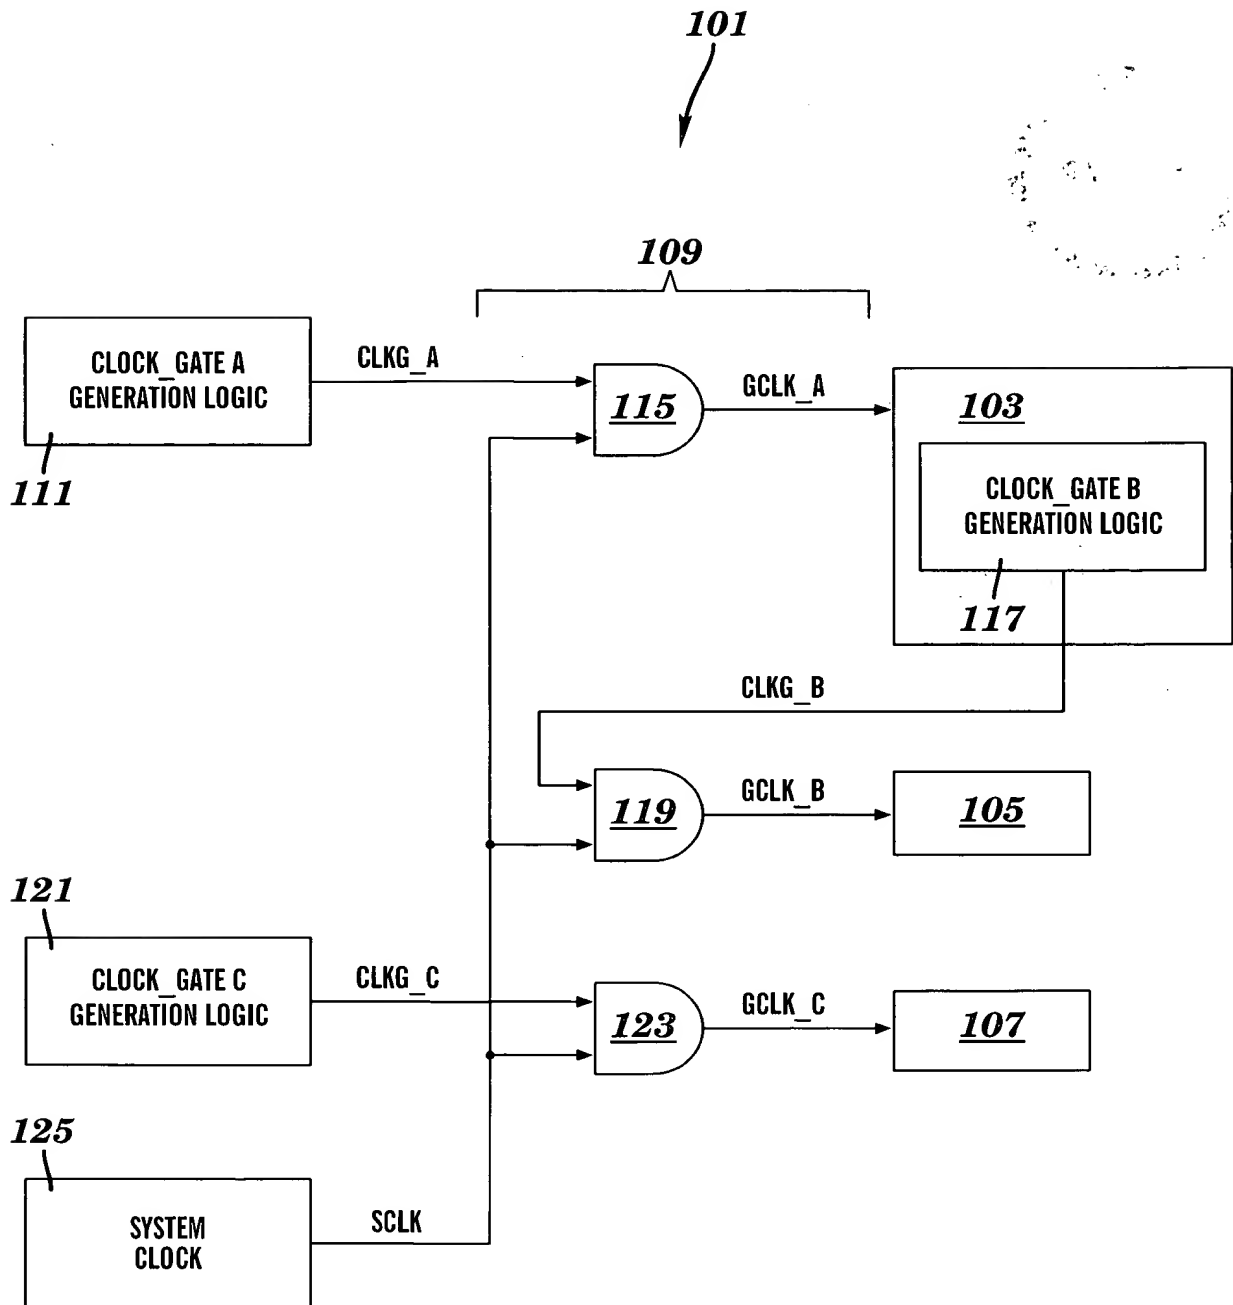 101
109
CLOCK_GATE A
GENERATION LOGIC
111
CLKG_A
115
GCLK_A
103
CLOCK_GATE B
GENERATION LOGIC
117
CLKG_B
119
GCLK_B
105
121
CLOCK_GATE C
GENERATION LOGIC
CLKG_C
123
GCLK_C
107
125
SYSTEM
CLOCK
SCLK